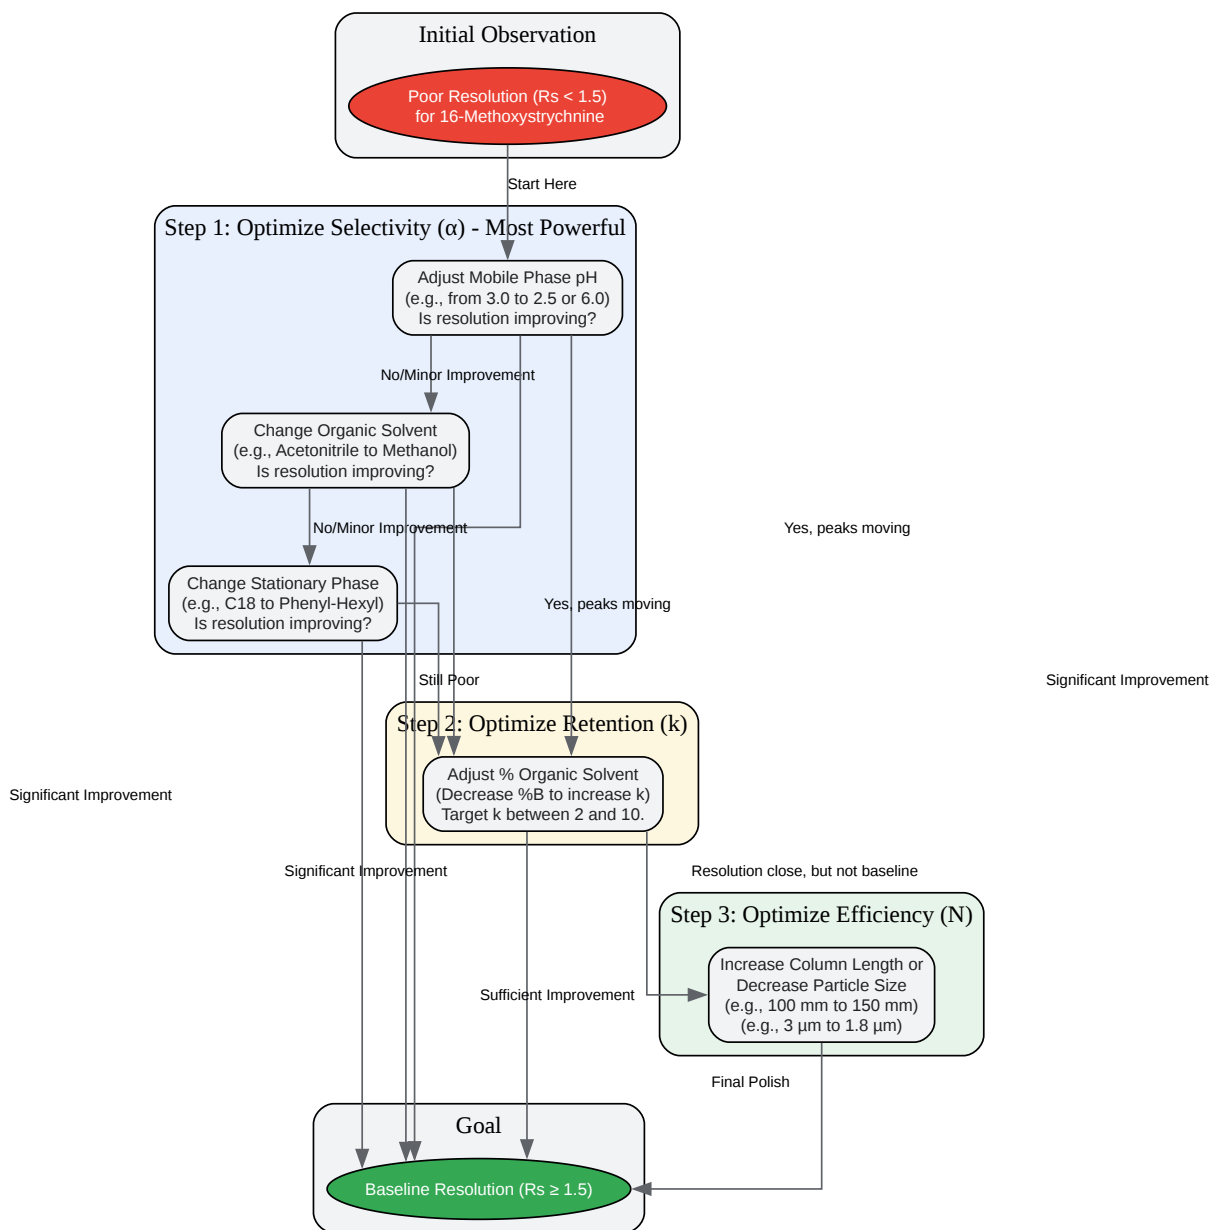 Initial Observation
Poor Resolution (Rs < 1.5)
for 16-Methoxystrychnine
Start Here
Step 1: Optimize Selectivity (α) - Most Powerful
Adjust Mobile Phase pH
(e.g., from 3.0 to 2.5 or 6.0)
Is resolution improving?
No/Minor Improvement
Change Organic Solvent
(e.g., Acetonitrile to Methanol)
Is resolution improving?
No/Minor Improvement
Yes, peaks moving
Change Stationary Phase
(e.g., C18 to Phenyl-Hexyl)
Is resolution improving?
Yes, peaks moving
Still Poor
Significant Improvement
Step 2: Optimize Retention (k)
Adjust % Organic Solvent
(Decrease %B to increase k)
Target k between 2 and 10.
Significant Improvement
Significant Improvement
Resolution close, but not baseline
Step 3: Optimize Efficiency (N)
Increase Column Length or
Decrease Particle Size
(e.g., 100 mm to 150 mm)
(e.g., 3 µm to 1.8 µm)
Sufficient Improvement
Final Polish
Goal
Baseline Resolution (Rs ≥ 1.5)